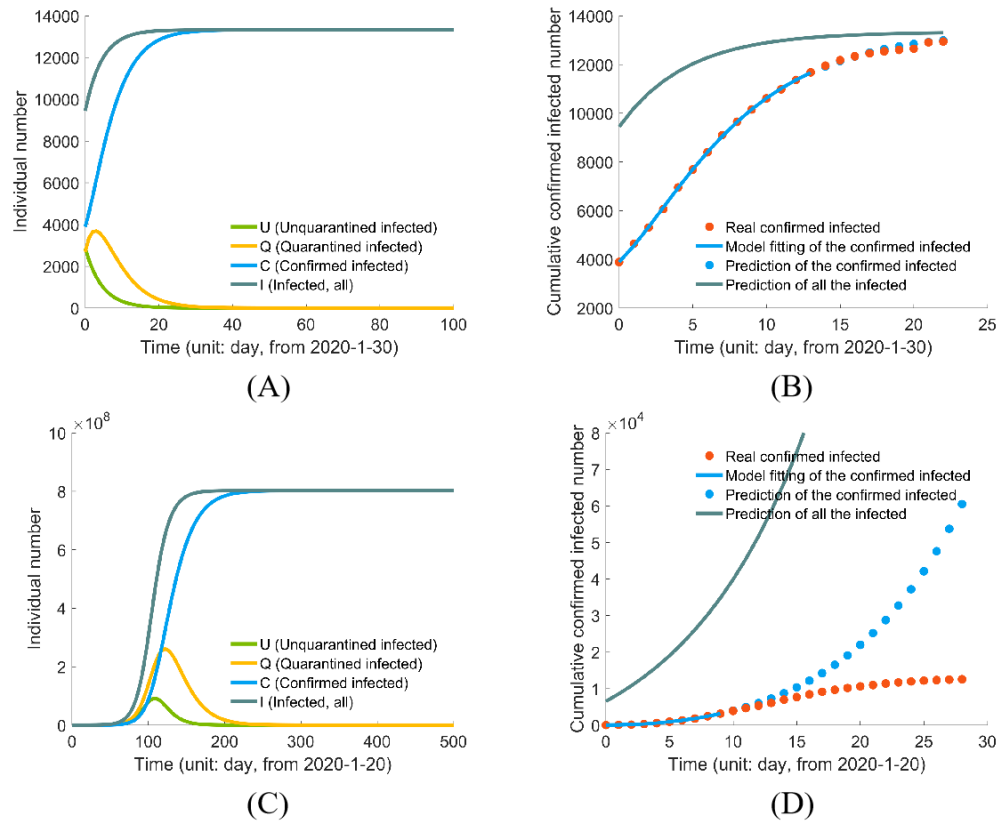 14000
12000
10000
8000
6000
4000
2000
0
Individual number
U (Unquarantined infected)
Q (Quarantined infected)
C (Confirmed infected)
I (Infected, all)
0 20 40 60 80 100
Time (unit: day, from 2020-1-30)
(A)
14000
12000
10000
8000
6000
4000
2000
Cumulative confirmed infected number
Real confirmed infected
Model fitting of the confirmed infected
Prediction of the confirmed infected
Prediction of all the infected
0 5 10 15 20 25
Time (unit: day, from 2020-1-30)
(B)
×10^8
10
8
6
4
2
0
Individual number
U (Unquarantined infected)
Q (Quarantined infected)
C (Confirmed infected)
I (Infected, all)
0 100 200 300 400 500
Time (unit: day, from 2020-1-20)
(C)
×10^4
8
7
6
5
4
3
2
1
0
Cumulative confirmed infected number
Real confirmed infected
Model fitting of the confirmed infected
Prediction of the confirmed infected
Prediction of all the infected
0 5 10 15 20 25 30
Time (unit: day, from 2020-1-20)
(D)